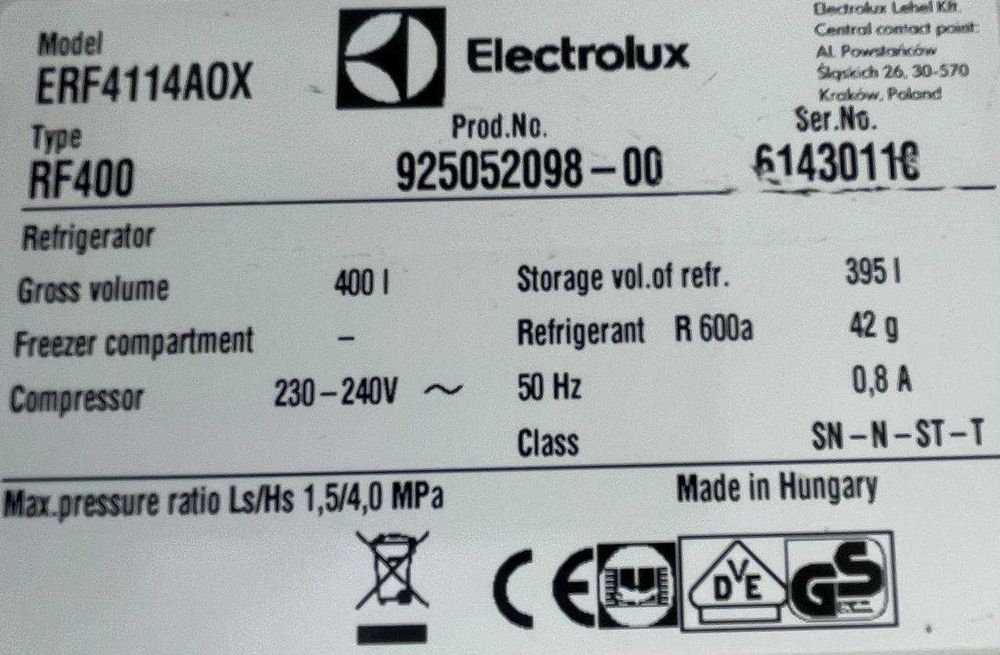 Electrolux Lehel Kft.
Central contact point:
Al. Powstańców
Śląskich 26, 30-570
Kraków, Poland
Model
ERF4114AOX
Electrolux
Type
RF400
Prod.No.
925052098-00
Ser.No.
Refrigerator
Gross volume 400 l
Storage vol.of refr. 395 l
Freezer compartment –
Refrigerant R 600a 42 g
Compressor 230–240V ~
50 Hz 0,8 A
Class SN–N–ST–T
Max.pressure ratio Ls/Hs 1,5/4,0 MPa
Made in Hungary
CE
DVE
GS